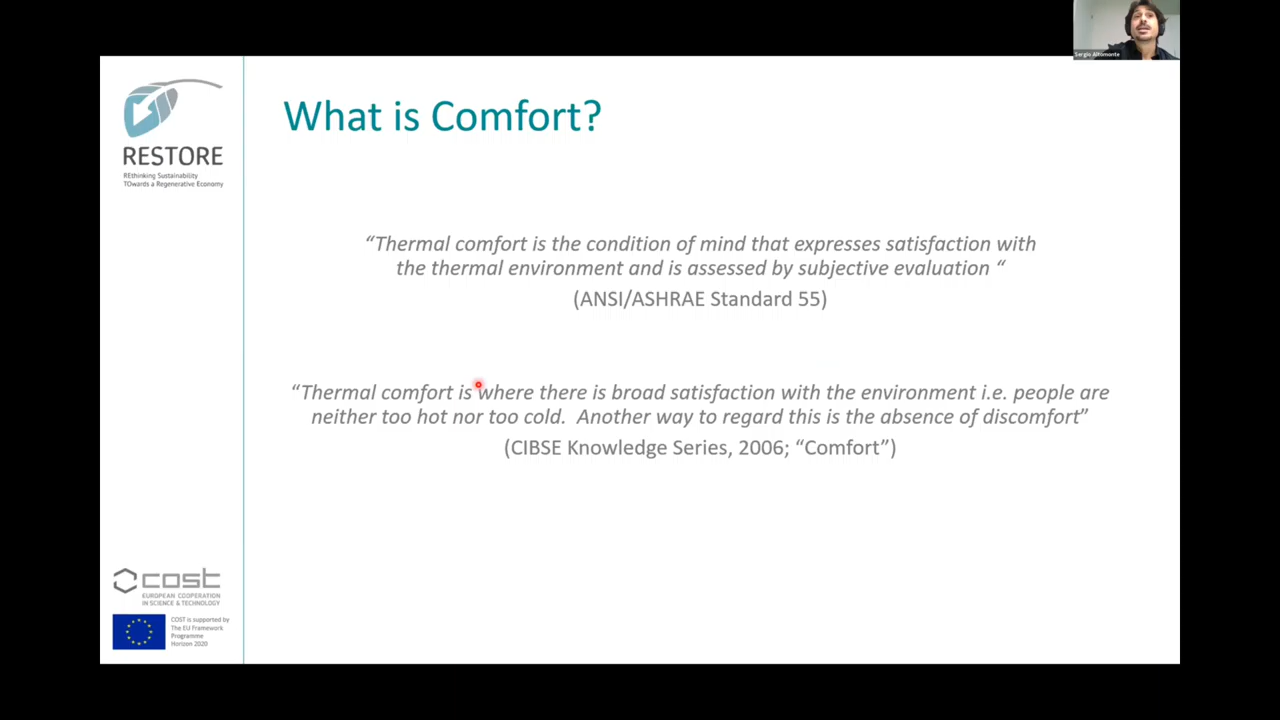 Sergio Altomonte
What is Comfort?
RESTORE
REthinking Sustainability
TOwards a Regenerative Economy
“Thermal comfort is the condition of mind that expresses satisfaction with
the thermal environment and is assessed by subjective evaluation “
(ANSI/ASHRAE Standard 55)
“Thermal comfort is where there is broad satisfaction with the environment i.e. people are
neither too hot nor too cold.  Another way to regard this is the absence of discomfort”
(CIBSE Knowledge Series, 2006; “Comfort”)
cost
EUROPEAN COOPERATION
IN SCIENCE & TECHNOLOGY
COST is supported by
The EU Framework
Programme
Horizon 2020